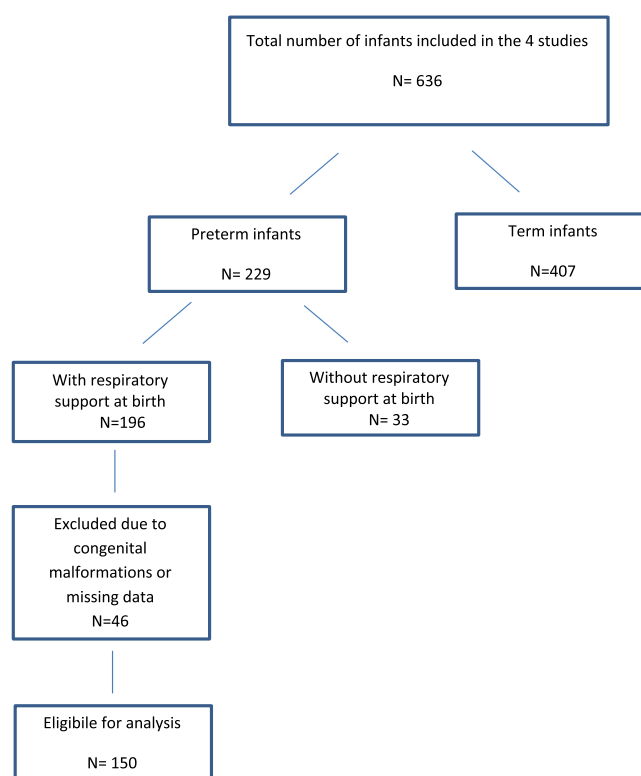 Total number of infants included in the 4 studies
N= 636
Preterm infants
N= 229
Term infants
N=407
With respiratory
support at birth
N=196
Without respiratory
support at birth
N= 33
Excluded due to
congenital
malformations or
missing data
N=46
Eligibile for analysis
N= 150